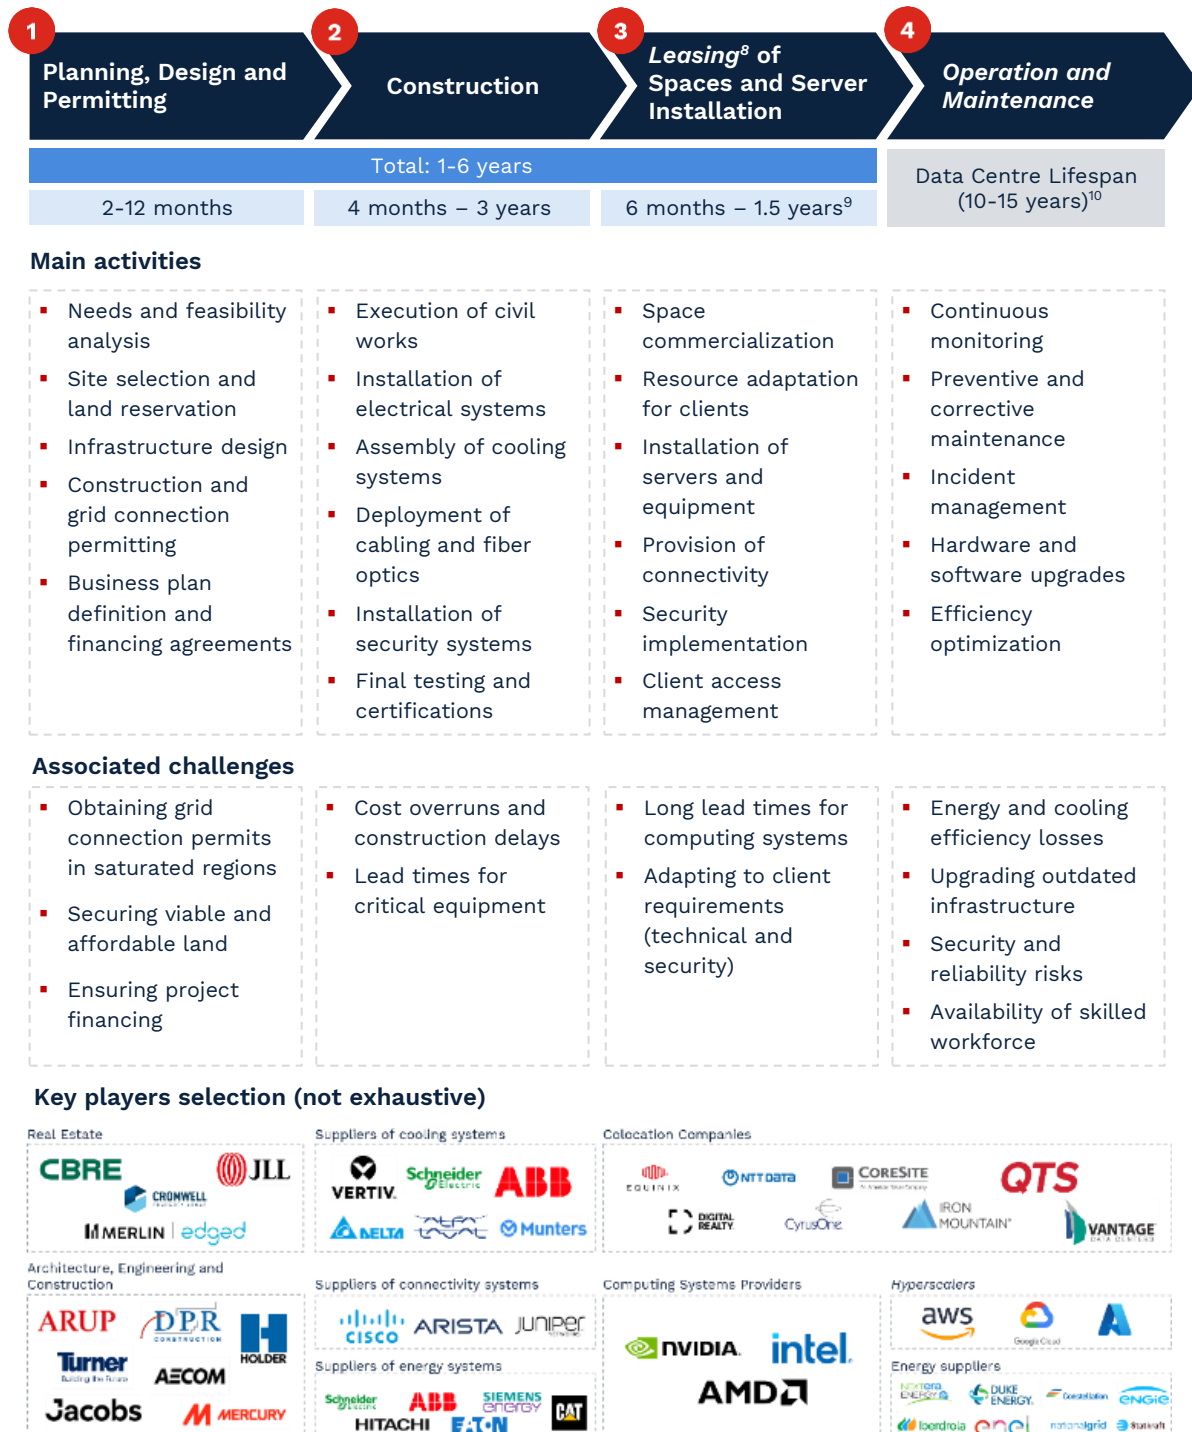 1
Planning, Design and
Permitting
2
Construction
3
Leasing⁸ of
Spaces and Server
Installation
4
Operation and
Maintenance
Total: 1-6 years
2-12 months
4 months – 3 years
6 months – 1.5 years⁹
Data Centre Lifespan
(10-15 years)¹⁰
Main activities
Needs and feasibility
analysis
Site selection and
land reservation
Infrastructure design
Construction and
grid connection
permitting
Business plan
definition and
financing agreements
Execution of civil
works
Installation of
electrical systems
Assembly of cooling
systems
Deployment of
cabling and fiber
optics
Installation of
security systems
Final testing and
certifications
Space
commercialization
Resource adaptation
for clients
Installation of
servers and
equipment
Provision of
connectivity
Security
implementation
Client access
management
Continuous
monitoring
Preventive and
corrective
maintenance
Incident
management
Hardware and
software upgrades
Efficiency
optimization
Associated challenges
Obtaining grid
connection permits
in saturated regions
Securing viable and
affordable land
Ensuring project
financing
Cost overruns and
construction delays
Lead times for
critical equipment
Long lead times for
computing systems
Adapting to client
requirements
(technical and
security)
Energy and cooling
efficiency losses
Upgrading outdated
infrastructure
Security and
reliability risks
Availability of skilled
workforce
Key players selection (not exhaustive)
Real Estate
CBRE
JLL
CROMWELL
MERLIN | edged
Suppliers of cooling systems
VERTIV.
Schneider
Electric
ABB
DELTA
Munters
Colocation Companies
EQUINIX
NTT DATA
CORESITE
QTS
DIGITAL
REALTY.
CyrusOne.
IRON
MOUNTAIN®
VANTAGE
DATA CENTERS
Architecture, Engineering and
Construction
ARUP
DPR
CONSTRUCTION
HOLDER
Turner
Building the Future
AECOM
Jacobs
MERCURY
Suppliers of connectivity systems
CISCO
ARISTA
JUNIPER
NETWORKS
Suppliers of energy systems
Schneider
Electric
ABB
SIEMENS
energy
CAT
HITACHI
EATON
Computing Systems Providers
NVIDIA.
intel.
AMD
Hyperscalers
aws
Google Cloud
Energy suppliers
NEXTERA
ENERGY
DUKE
ENERGY.
Constellation
ENGIE
Iberdrola
enel
nationalgrid
Statkraft